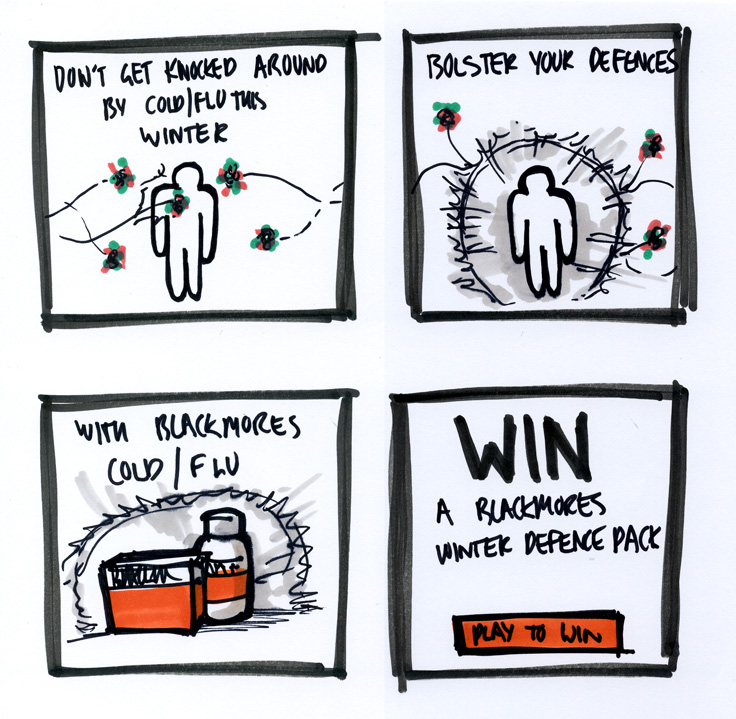 DON'T GET KNOCKED AROUND
BY COLD/FLU THIS
WINTER
BOLSTER YOUR DEFENCES
WITH BLACKMORES
COLD/FLU
WIN
A BLACKMORES
WINTER DEFENCE PACK
PLAY TO WIN